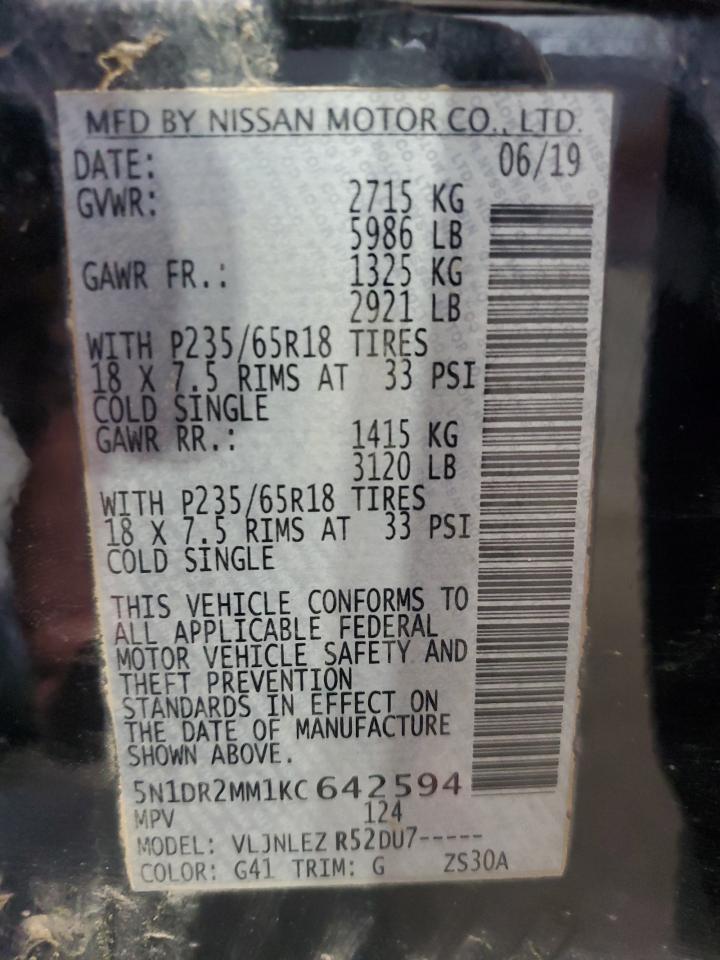 MFD BY NISSAN MOTOR CO., LTD.
DATE: 06/19
GVWR: 2715 KG
5986 LB
GAWR FR.: 1325 KG
2921 LB
WITH P235/65R18 TIRES
18 X 7.5 RIMS AT 33 PSI
COLD SINGLE
GAWR RR.: 1415 KG
3120 LB
WITH P235/65R18 TIRES
18 X 7.5 RIMS AT 33 PSI
COLD SINGLE
THIS VEHICLE CONFORMS TO
ALL APPLICABLE FEDERAL
MOTOR VEHICLE SAFETY AND
THEFT PREVENTION
STANDARDS IN EFFECT ON
THE DATE OF MANUFACTURE
SHOWN ABOVE.
5N1DR2MM1KC642594
MPV 124
MODEL: VLJNLEZ R52DU7-----
COLOR: G41 TRIM: G ZS30A